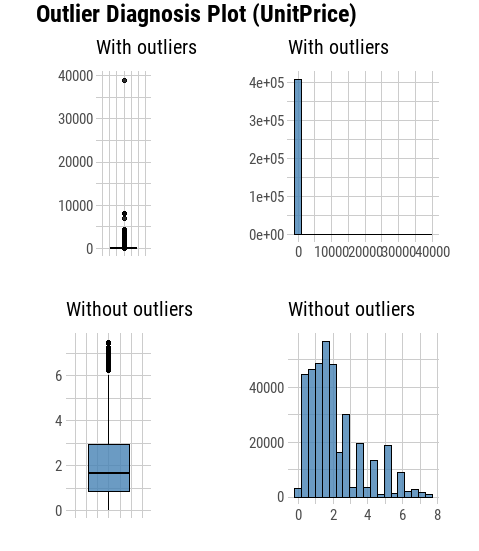 Outlier Diagnosis Plot (UnitPrice)
With outliers
40000
30000
20000
10000
0
With outliers
4e+05
3e+05
2e+05
1e+05
0e+00
0 10000 20000 30000 40000
Without outliers
6
4
2
0
Without outliers
40000
20000
0
0 2 4 6 8